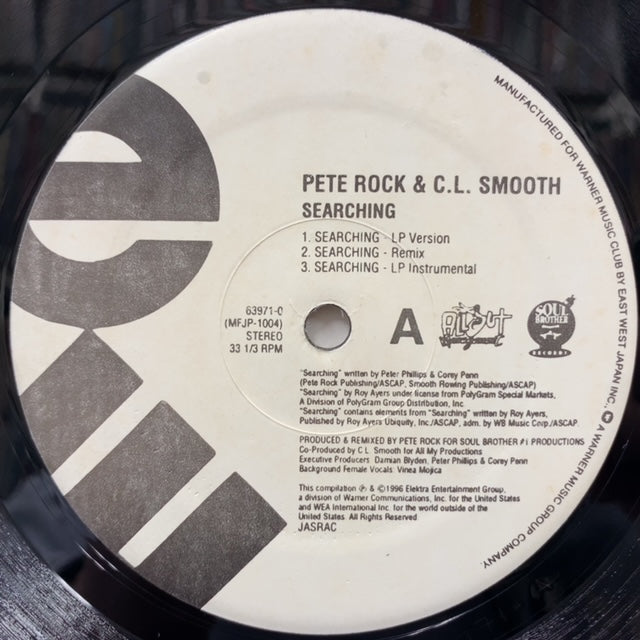 PETE ROCK & C.L. SMOOTH
SEARCHING
1. SEARCHING - LP Version
2. SEARCHING - Remix
3. SEARCHING - LP Instrumental
63971-0
(MFJP-1004)
STEREO
33 1/3 RPM
A
ALL OUT
Management
SOUL
BROTHER
RECORDS
"Searching" written by Peter Phillips & Corey Penn
(Pete Rock Publishing/ASCAP, Smooth Flowing Publishing/ASCAP)
"Searching" by Roy Ayers under license from PolyGram Special Markets,
A Division of PolyGram Group Distribution, Inc.
"Searching" contains elements from "Searching" written by Roy Ayers,
Published by Roy Ayers Ubiquity, Inc./ASCAP, adm. by WB Music Corp./ASCAP.
PRODUCED & REMIXED BY PETE ROCK FOR SOUL BROTHER #1 PRODUCTIONS
Co-Produced by C.L. Smooth for All My Productions
Executive Producers: Damian Blyden, Peter Phillips & Corey Penn
Background Female Vocals: Vinea Mojica
This compilation ℗ & ©1996 Elektra Entertainment Group,
a division of Warner Communications, Inc. for the United States
and WEA International Inc. for the world outside of the
United States. All Rights Reserved.
JASRAC
MANUFACTURED FOR WARNER MUSIC CLUB BY EAST WEST JAPAN INC. A WARNER MUSIC GROUP COMPANY.